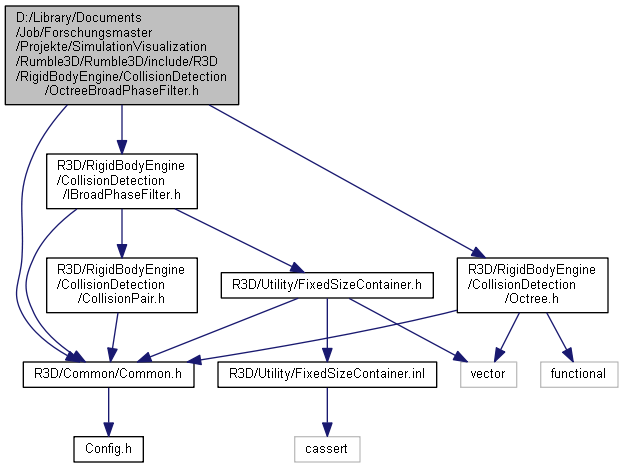 D:/Library/Documents
/Job/Forschungsmaster
/Projekte/SimulationVisualization
/Rumble3D/Rumble3D/include/R3D
/RigidBodyEngine/CollisionDetection
/OctreeBroadPhaseFilter.h
R3D/RigidBodyEngine
/CollisionDetection
/IBroadPhaseFilter.h
R3D/RigidBodyEngine
/CollisionDetection
/CollisionPair.h
R3D/Utility/FixedSizeContainer.h
R3D/RigidBodyEngine
/CollisionDetection
/Octree.h
R3D/Common/Common.h
R3D/Utility/FixedSizeContainer.inl
vector
functional
Config.h
cassert